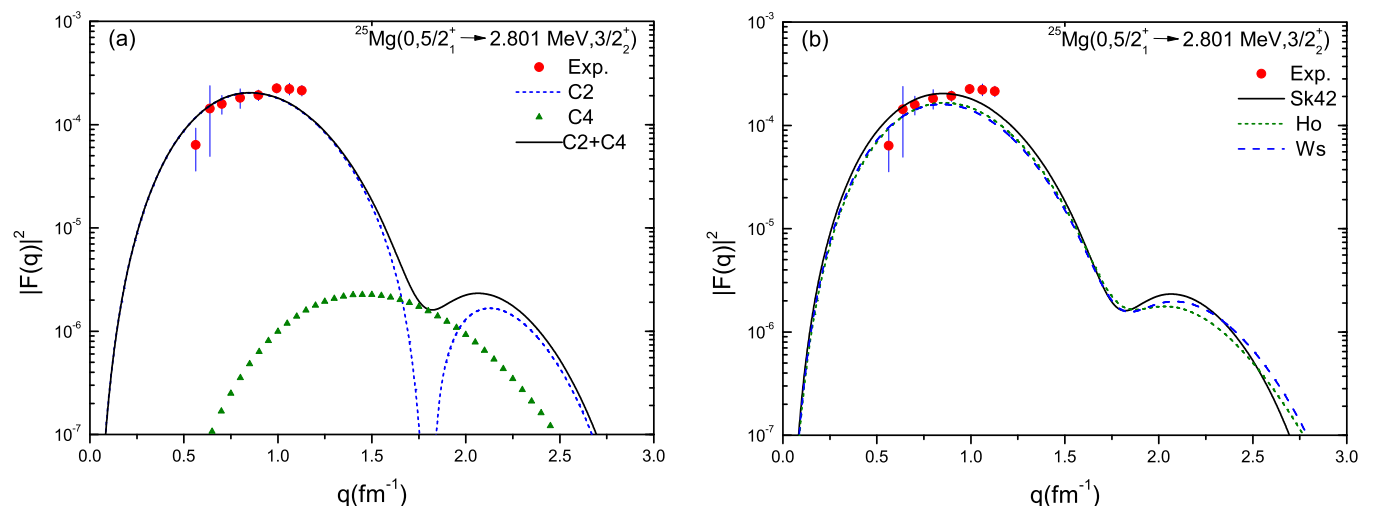 (a)
²⁵Mg(0,5/2₁⁺→2.801 MeV,3/2₂⁺)
Exp.
C2
C4
C2+C4
10⁻³
10⁻⁴
10⁻⁵
10⁻⁶
10⁻⁷
|F(q)|²
0.0 0.5 1.0 1.5 2.0 2.5 3.0
q(fm⁻¹)
(b)
²⁵Mg(0,5/2₁⁺→2.801 MeV,3/2₂⁺)
Exp.
Sk42
Ho
Ws
10⁻³
10⁻⁴
10⁻⁵
10⁻⁶
10⁻⁷
|F(q)|²
0.0 0.5 1.0 1.5 2.0 2.5 3.0
q(fm⁻¹)